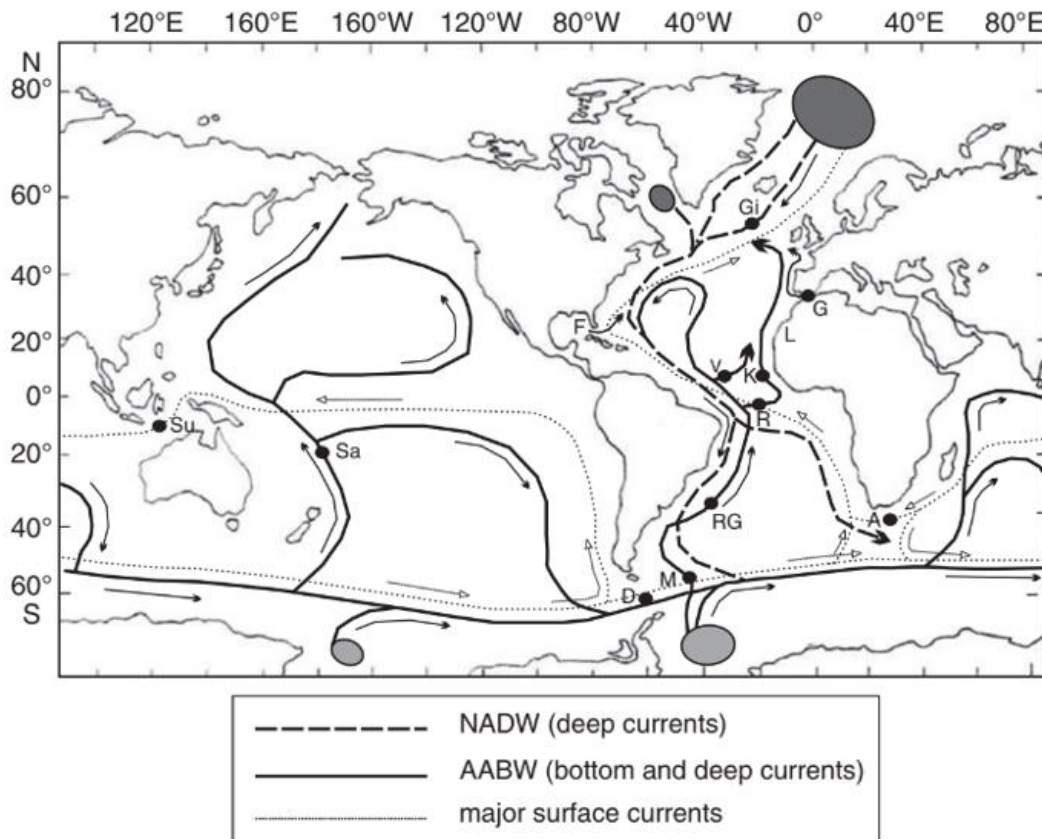 120°E 160°E 160°W 120°W 80°W 40°W 0° 40°E 80°E
N
80°
60°
Gi
40°
G
F
L
20°
V
K
0°
R
Su
20°
Sa
40°
A
RG
M
60°
D
S
NADW (deep currents)
AABW (bottom and deep currents)
major surface currents